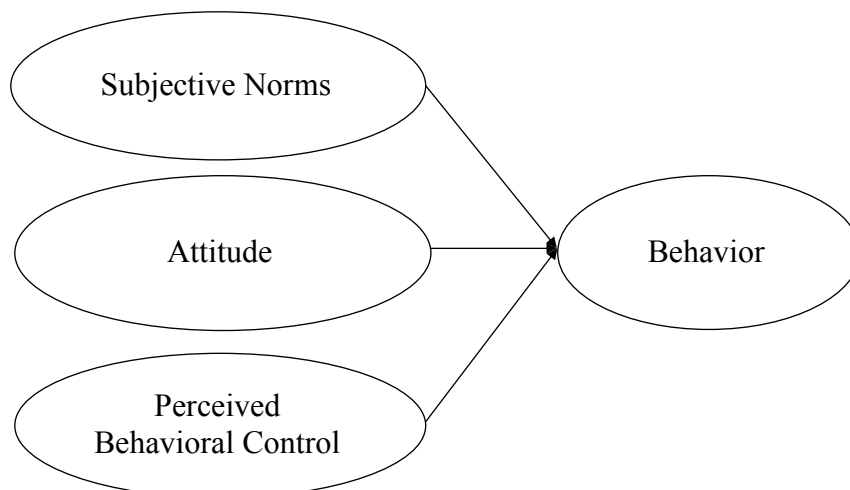 Subjective Norms
Attitude
Behavior
Perceived
Behavioral Control